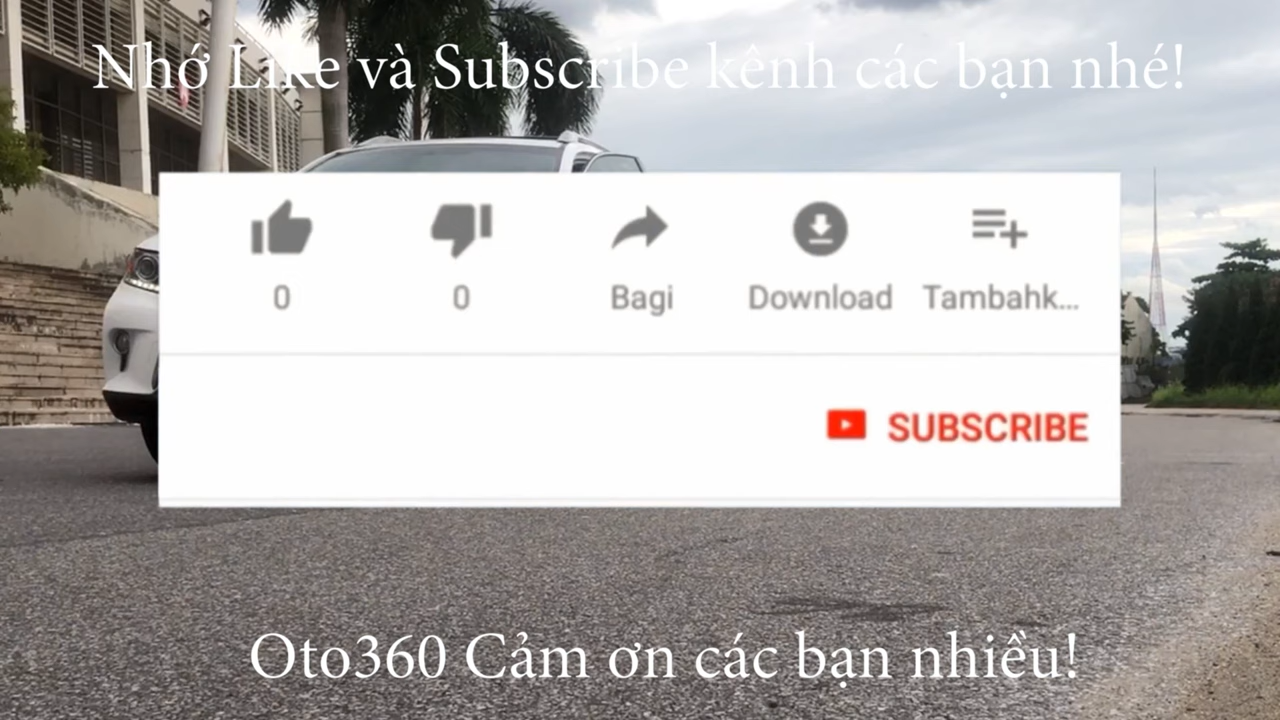 Nhớ Like và Subscribe kênh các bạn nhé!
0 0 Bagi Download Tambahk...
SUBSCRIBE
Oto360 Cảm ơn các bạn nhiều!